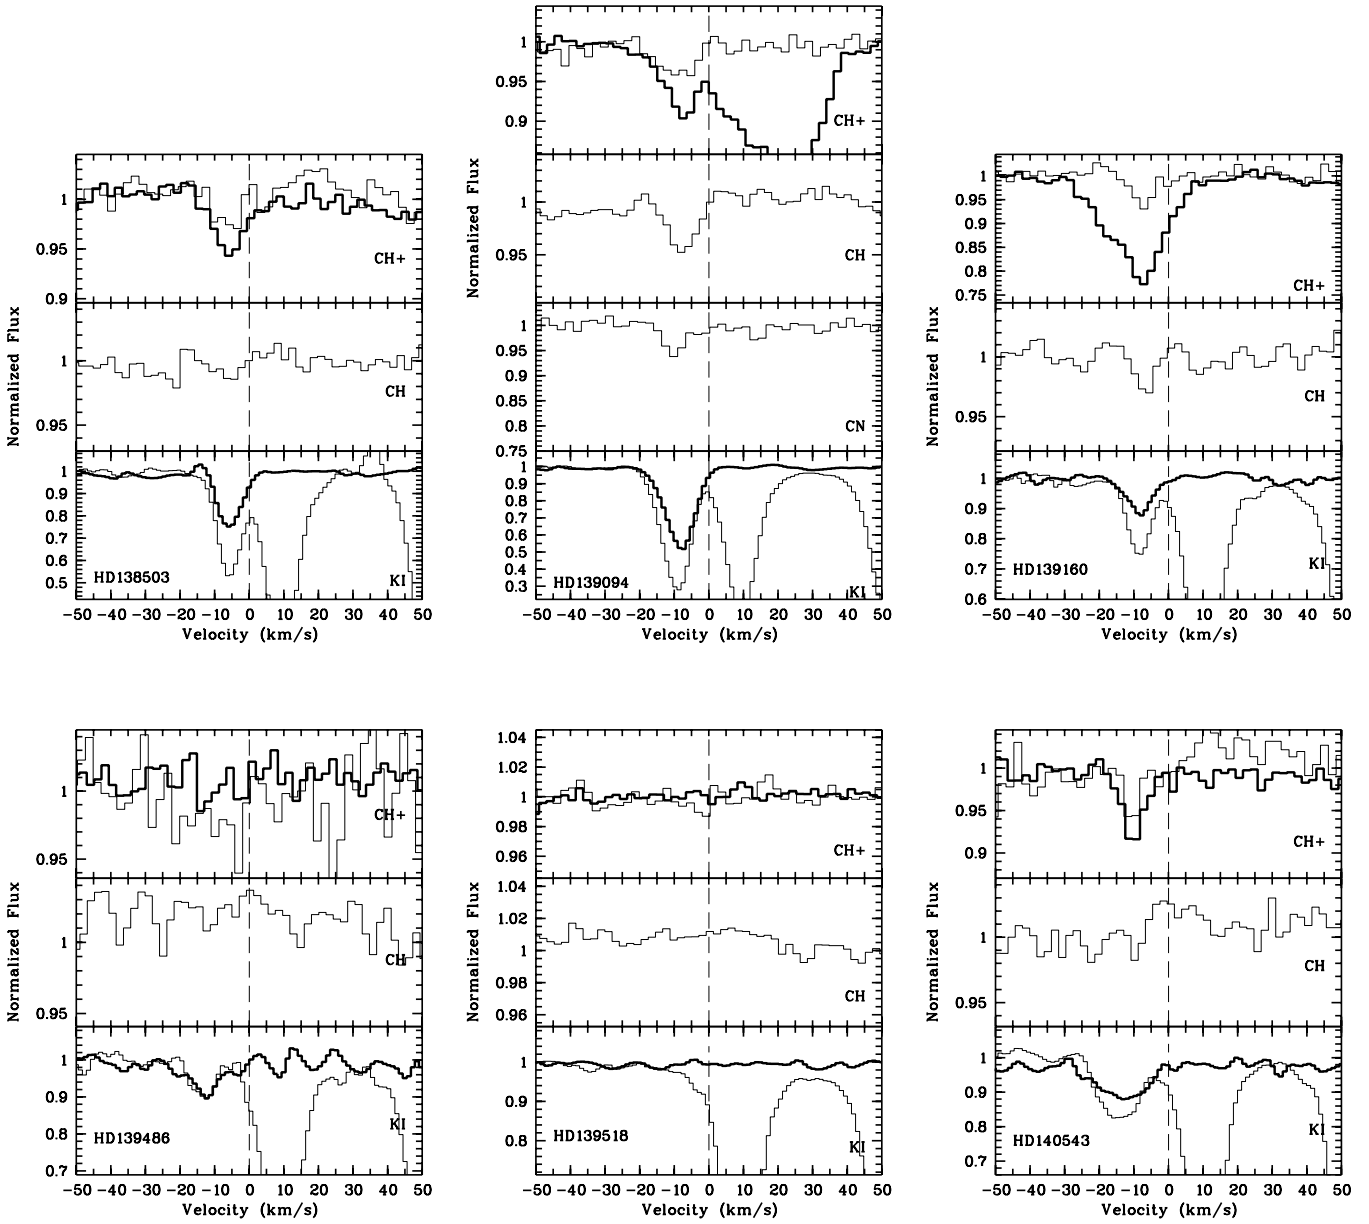 1
0.95
0.9
CH+
1
0.95
CH
1
0.95
0.9
0.85
0.8
0.75
CN
1
0.9
0.8
0.7
0.6
0.5
0.4
0.3
HD139094
KI
Normalized Flux
-50 -40 -30 -20 -10 0 10 20 30 40 50
Velocity (km/s)
1
0.95
0.9
CH+
1
0.95
CH
1
0.9
0.8
0.7
0.6
0.5
HD138503
KI
Normalized Flux
-50 -40 -30 -20 -10 0 10 20 30 40 50
Velocity (km/s)
1
0.95
0.9
0.85
0.8
0.75
CH+
1
0.95
CH
1
0.9
0.8
0.7
0.6
HD139160
KI
Normalized Flux
-50 -40 -30 -20 -10 0 10 20 30 40 50
Velocity (km/s)
1
0.95
CH+
1
0.95
CH
1
0.9
0.8
0.7
HD139486
KI
Normalized Flux
-50 -40 -30 -20 -10 0 10 20 30 40 50
Velocity (km/s)
1.04
1.02
1
0.98
0.96
CH+
1.04
1.02
1
0.98
0.96
CH
1
0.9
0.8
HD139518
KI
Normalized Flux
-50 -40 -30 -20 -10 0 10 20 30 40 50
Velocity (km/s)
1
0.95
0.9
CH+
1
0.95
CH
1
0.9
0.8
0.7
HD140543
KI
Normalized Flux
-50 -40 -30 -20 -10 0 10 20 30 40 50
Velocity (km/s)